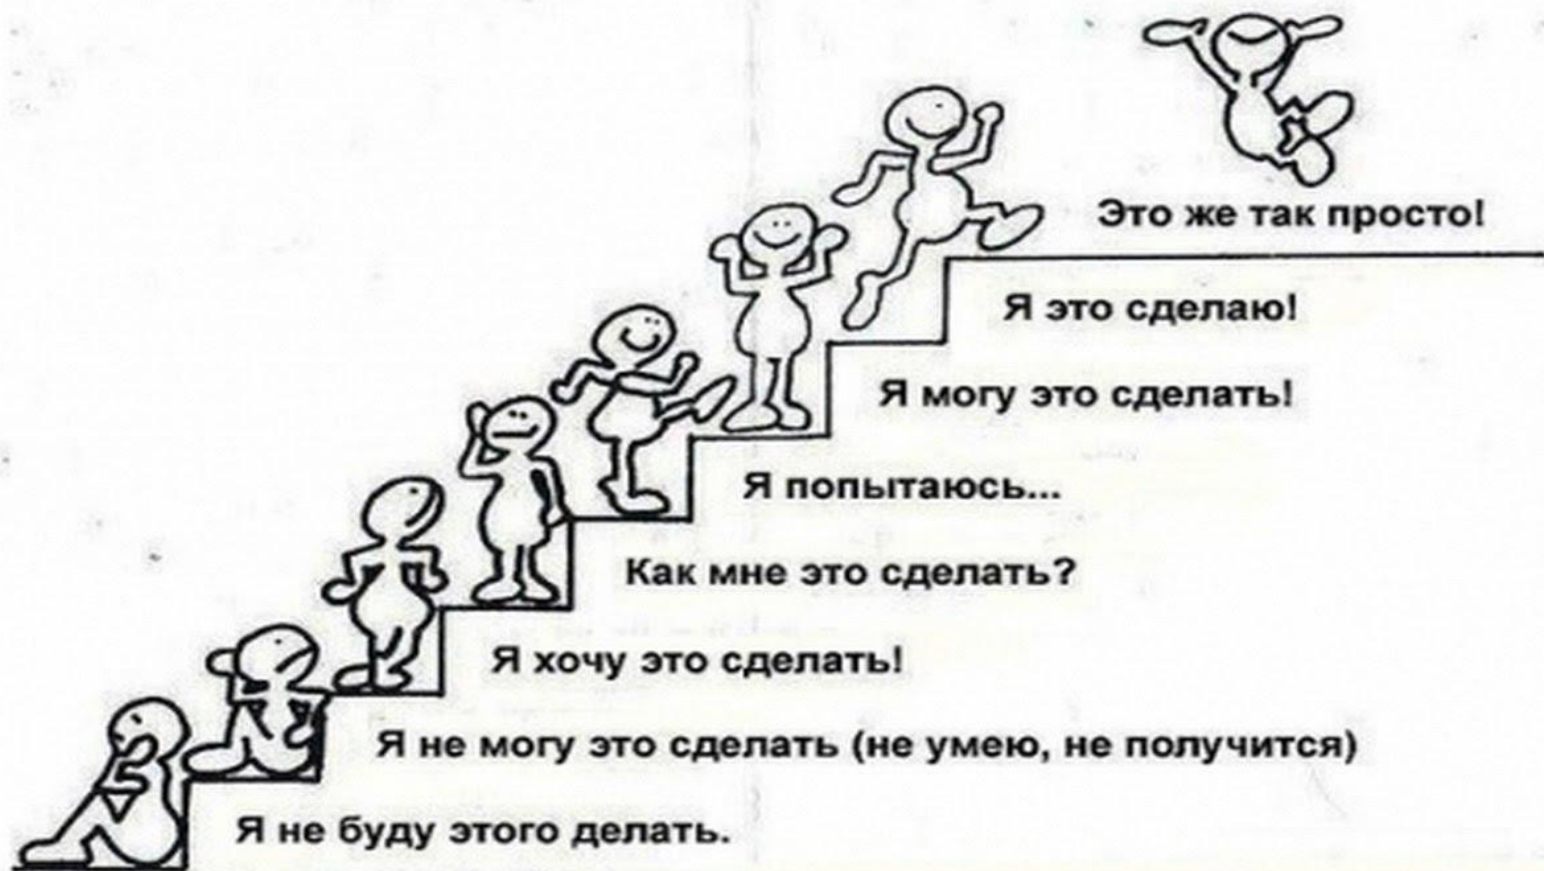 Это же так просто!
Я это сделаю!
Я могу это сделать!
Я попытаюсь...
Как мне это сделать?
Я хочу это сделать!
Я не могу это сделать (не умею, не получится)
Я не буду этого делать.